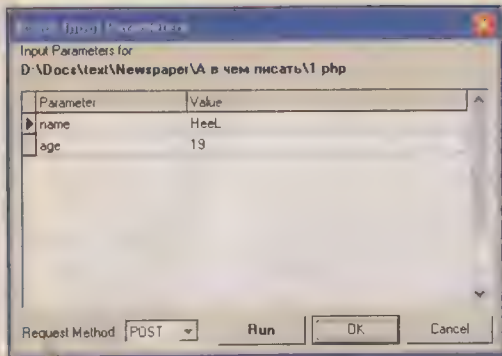 Input Parameters for
D:\Docs\text\Newspaper\А в чем писать\1 php
Parameter Value
name HeeL
age 19
Request Method POST Run OK Cancel